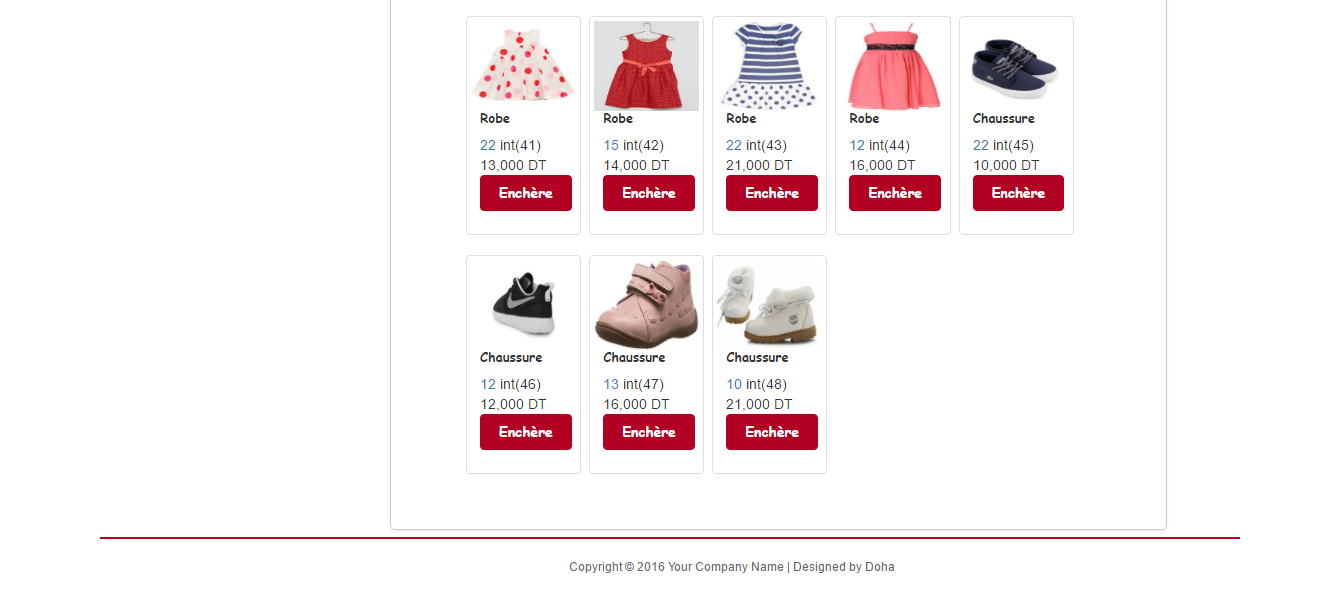 Robe
22 int(41)
13,000 DT
Enchère
Robe
15 int(42)
14,000 DT
Enchère
Robe
22 int(43)
21,000 DT
Enchère
Robe
12 int(44)
16,000 DT
Enchère
Chaussure
22 int(45)
10,000 DT
Enchère
Chaussure
12 int(46)
12,000 DT
Enchère
Chaussure
13 int(47)
16,000 DT
Enchère
Chaussure
10 int(48)
21,000 DT
Enchère
Copyright © 2016 Your Company Name | Designed by Doha